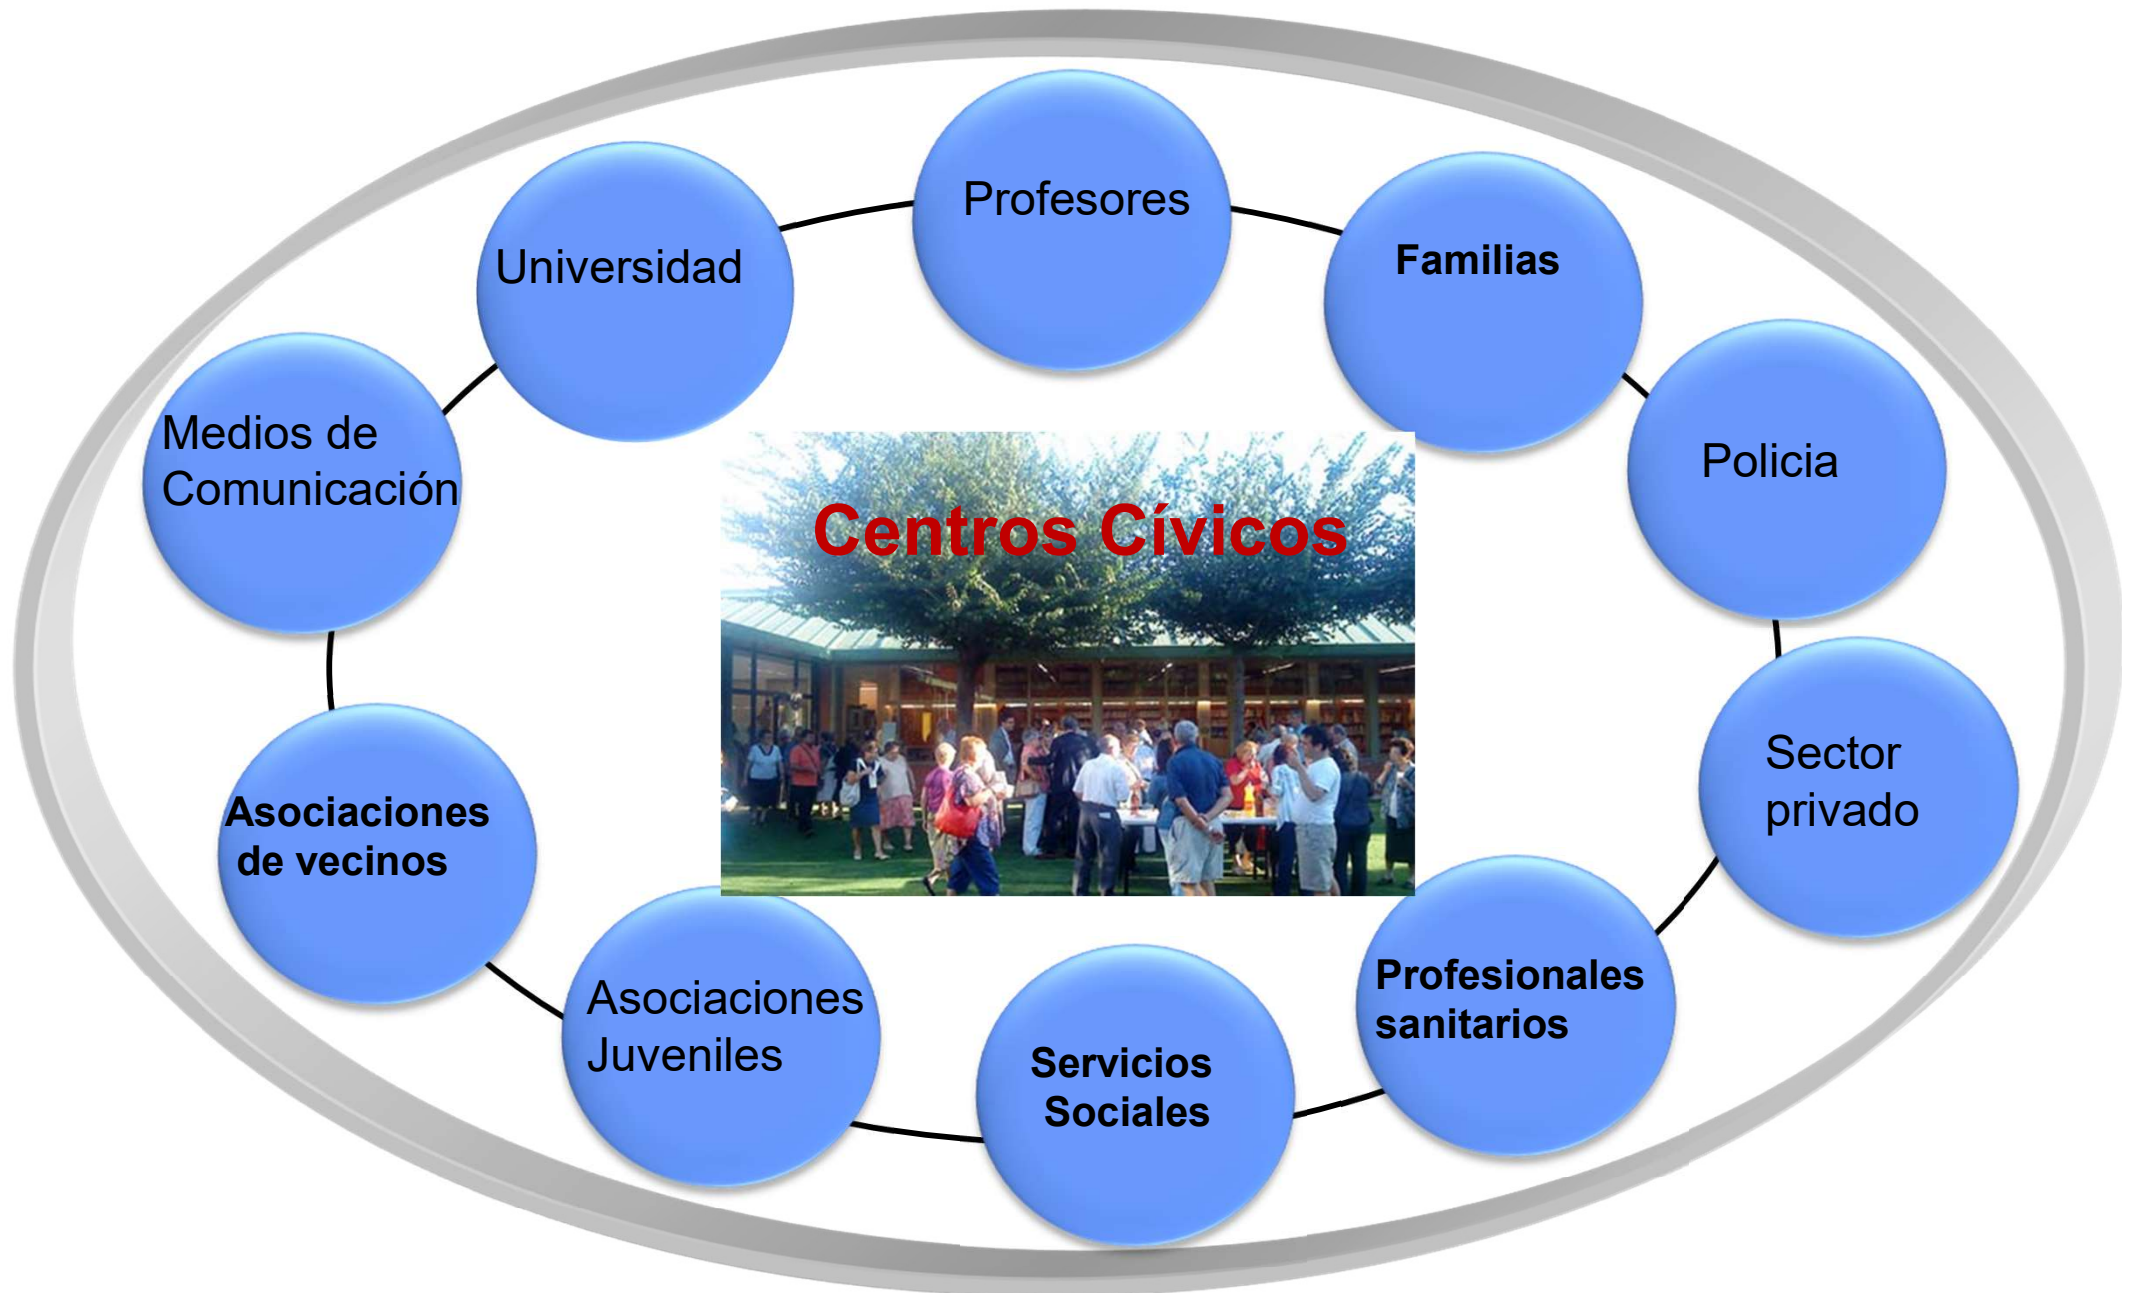 Profesores
Universidad
Familias
Medios de
Comunicación
Policia
Centros Cívicos
Sector
privado
Asociaciones
de vecinos
Profesionales
sanitarios
Asociaciones
Juveniles
Servicios
Sociales